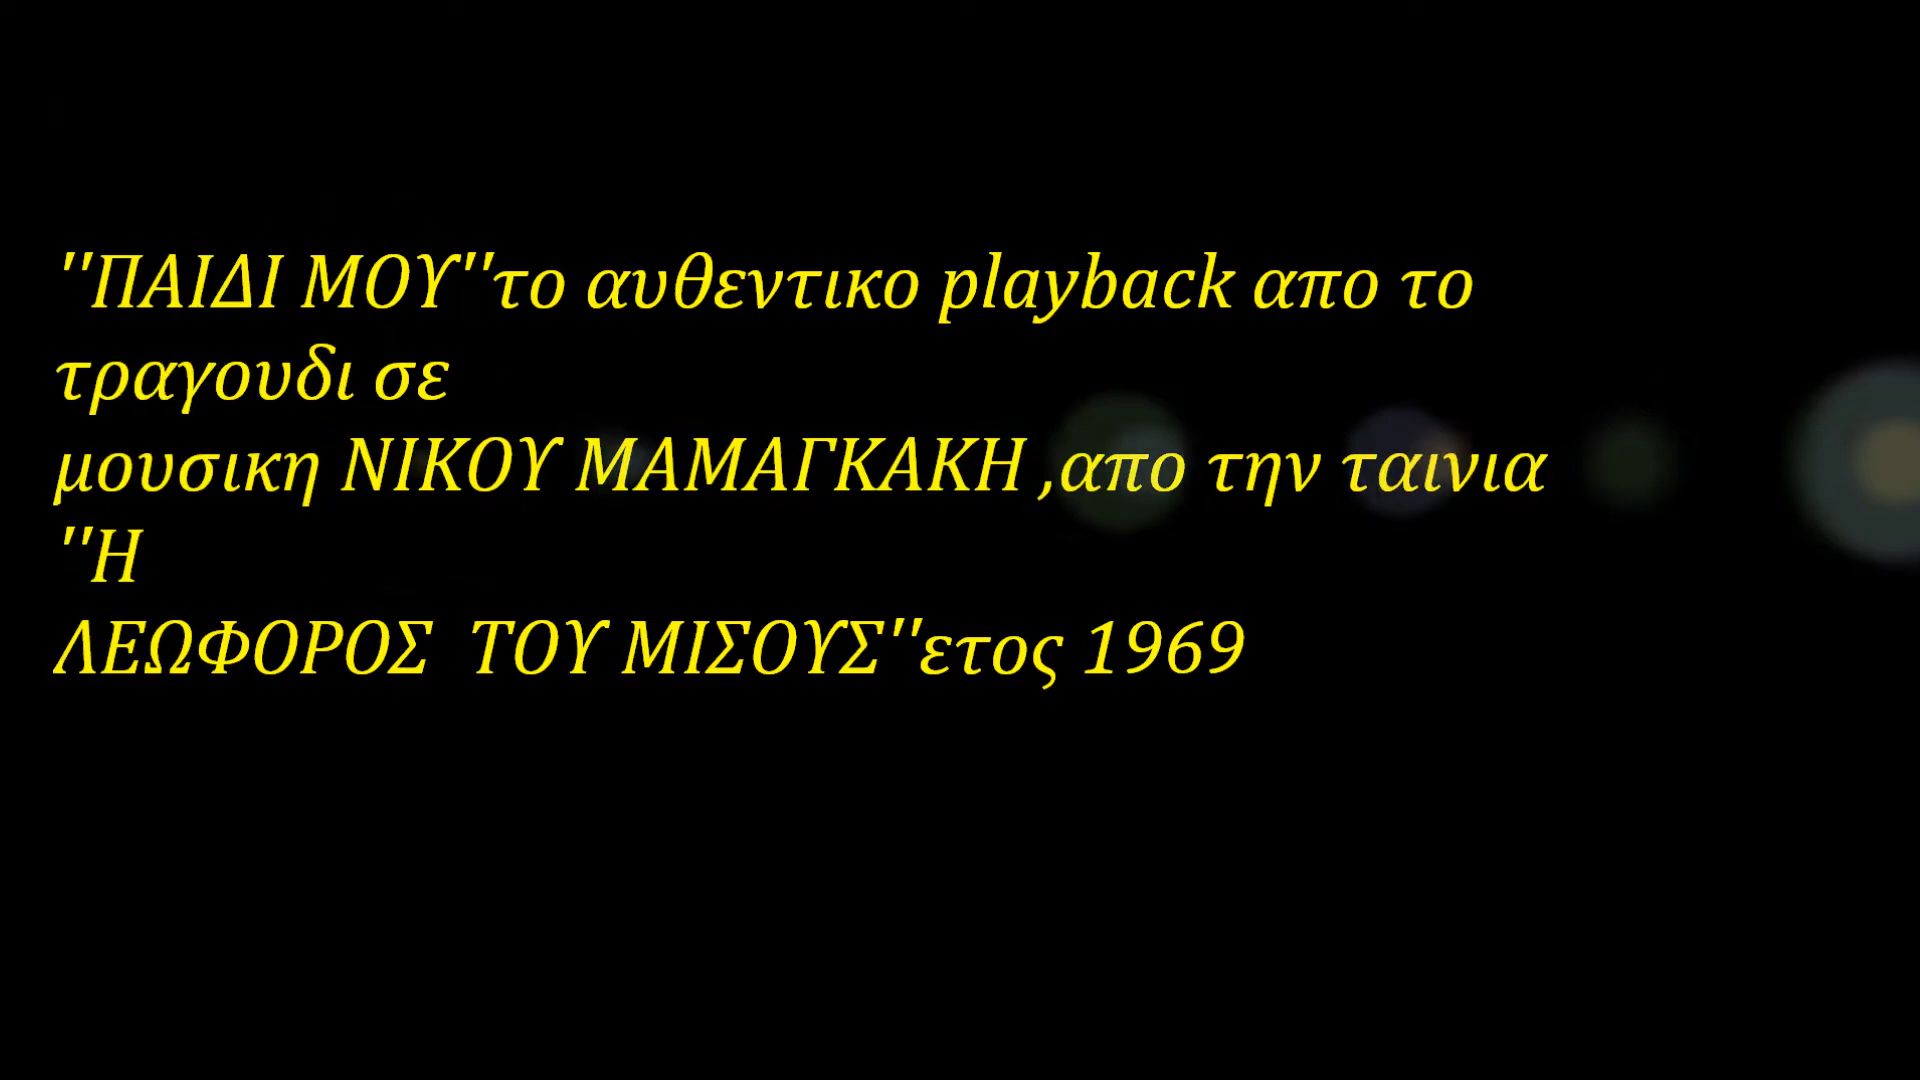 "ΠΑΙΔΙ ΜΟΥ"το αυθεντικο playback απο το
τραγουδι σε
μουσικη ΝΙΚΟΥ ΜΑΜΑΓΚΑΚΗ ,απο την ταινια
"Η
ΛΕΩΦΟΡΟΣ  ΤΟΥ ΜΙΣΟΥΣ"ετος 1969